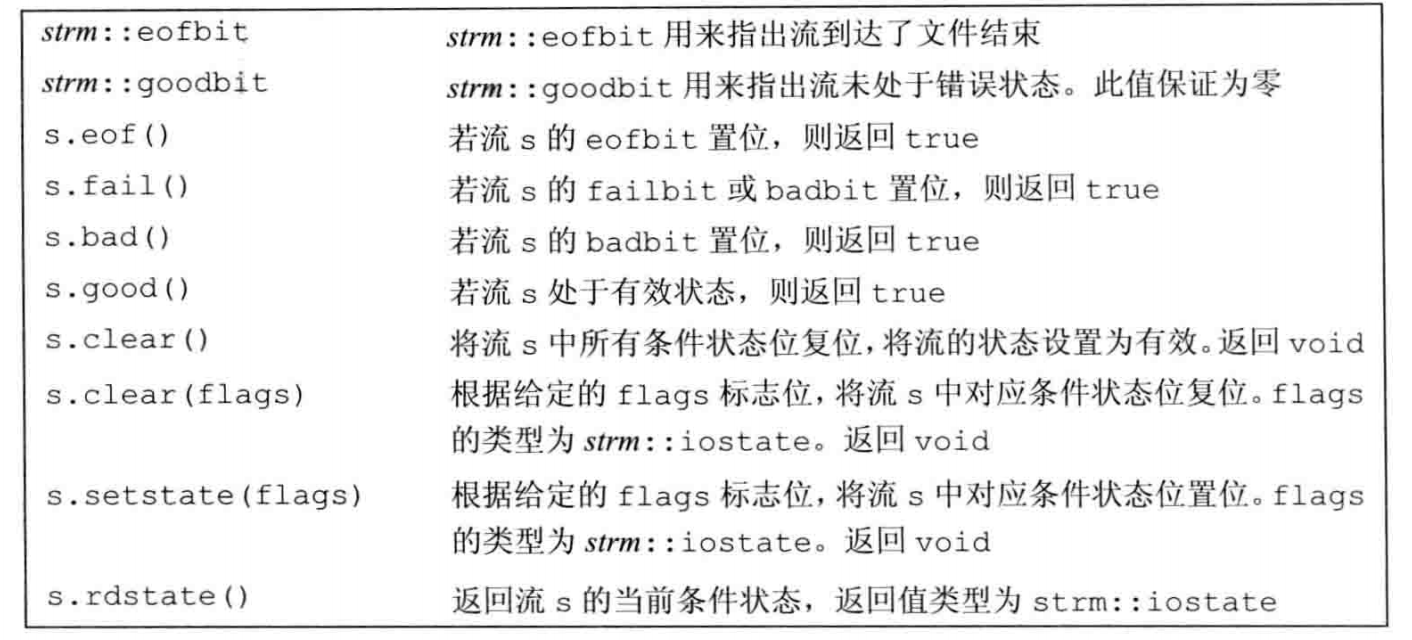 strm::eofbit strm::eofbit 用来指出流到达了文件结束
strm::goodbit strm::goodbit 用来指出流未处于错误状态。此值保证为零
s.eof() 若流 s 的 eofbit 置位，则返回 true
s.fail() 若流 s 的 failbit 或 badbit 置位，则返回 true
s.bad() 若流 s 的 badbit 置位，则返回 true
s.good() 若流 s 处于有效状态，则返回 true
s.clear() 将流 s 中所有条件状态位复位，将流的状态设置为有效。返回 void
s.clear(flags) 根据给定的 flags 标志位，将流 s 中对应条件状态位复位。flags
的类型为 strm::iostate。返回 void
s.setstate(flags) 根据给定的 flags 标志位，将流 s 中对应条件状态位置位。flags
的类型为 strm::iostate。返回 void
s.rdstate() 返回流 s 的当前条件状态，返回值类型为 strm::iostate